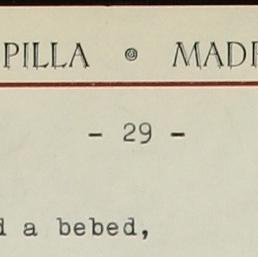 PILLA @ MADR
- 29 -
d a bebed,